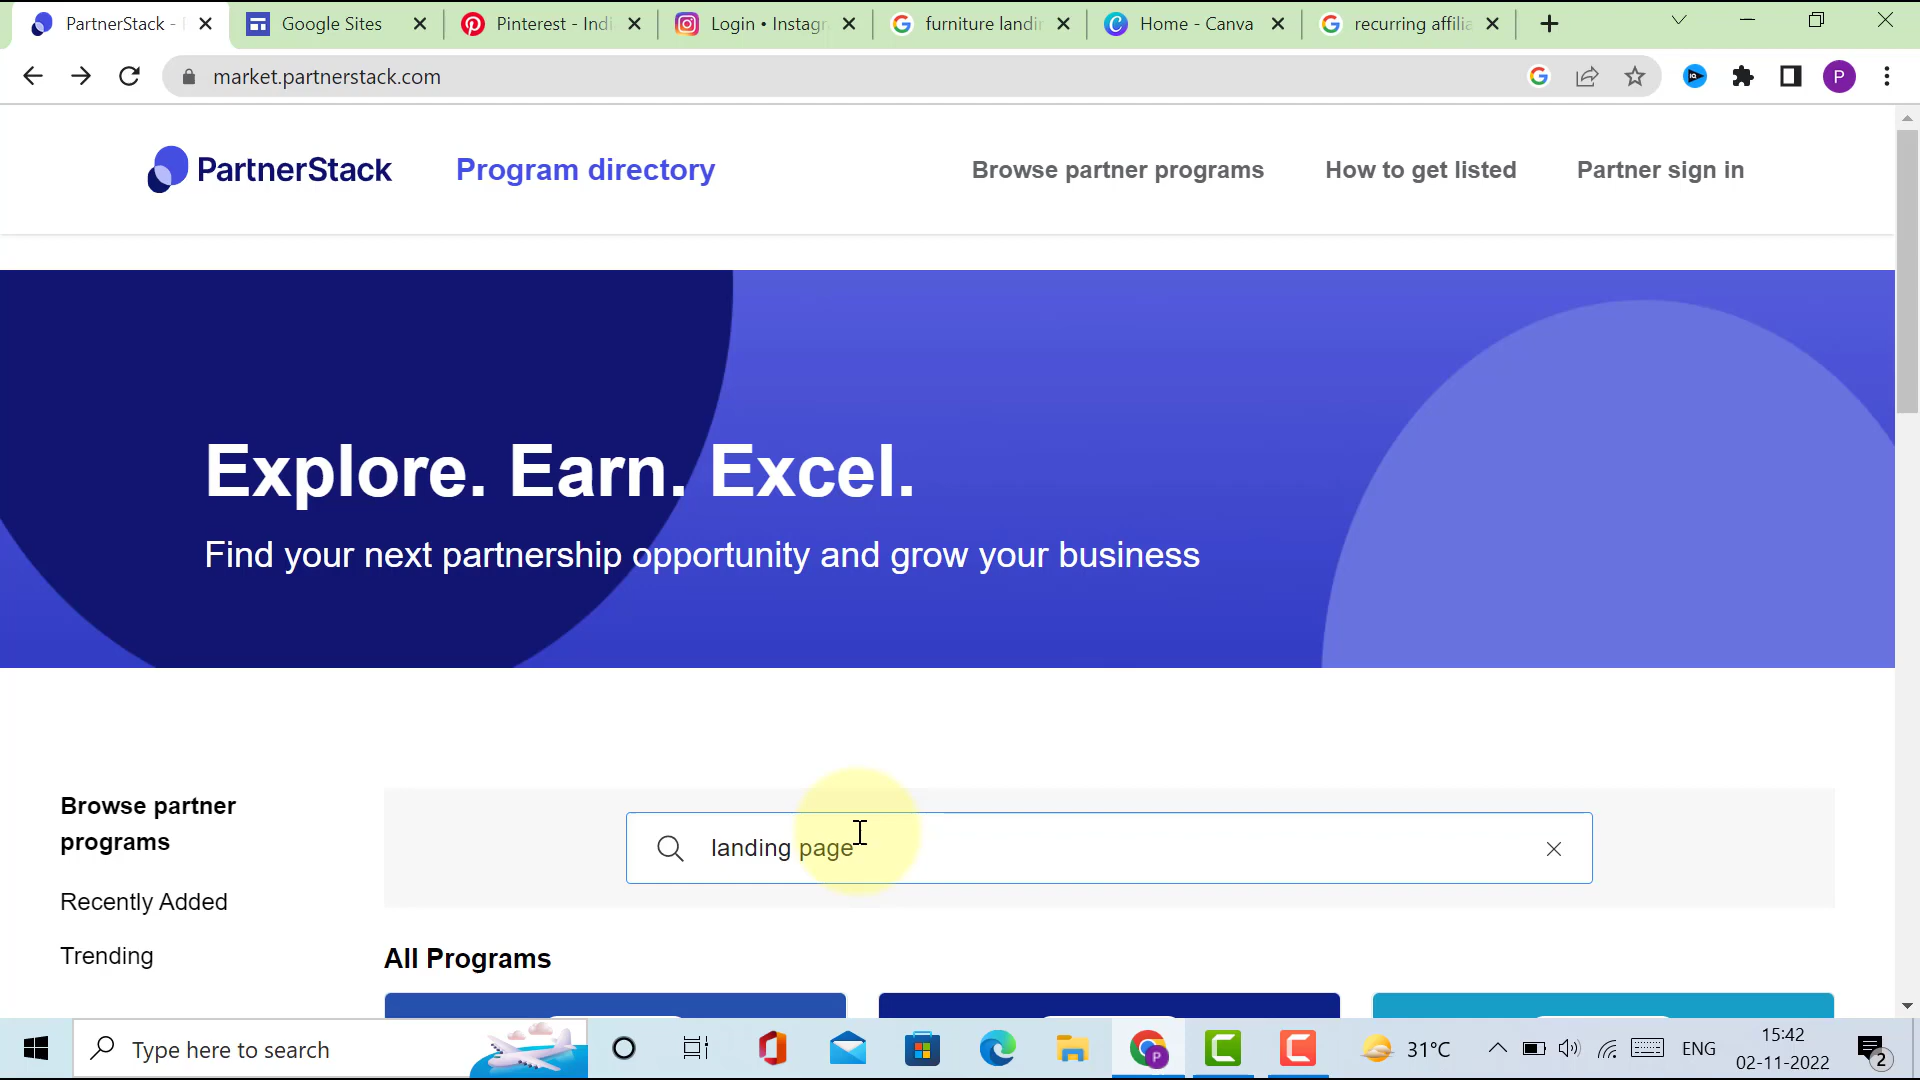 PartnerStack -
Google Sites
Pinterest - Indi
Login • Instagr
furniture landin
Home - Canva
recurring affilia
market.partnerstack.com
P
PartnerStack
Program directory
Browse partner programs
How to get listed
Partner sign in
Explore. Earn. Excel.
Find your next partnership opportunity and grow your business
Browse partner
programs
Recently Added
Trending
landing page
All Programs
Type here to search
P
31°C
ENG
15:42
02-11-2022
2